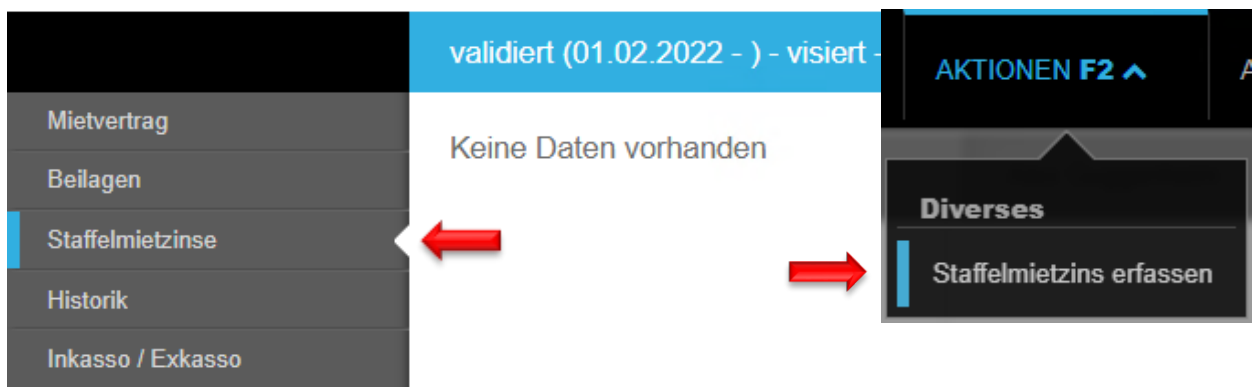 validiert (01.02.2022 - ) - visiert -
Mietvertrag
Beilagen
Staffelmietzinse
Historik
Inkasso / Exkasso
Keine Daten vorhanden
AKTIONEN F2
Diverses
Staffelmietzins erfassen